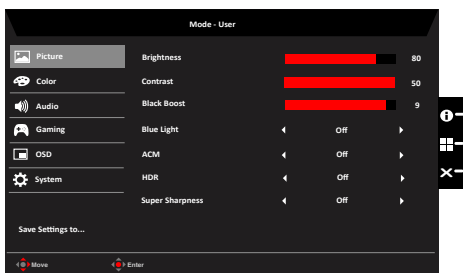 Mode - User
Picture
Color
Audio
Gaming
OSD
System
Save Settings to...
Brightness 80
Contrast 50
Black Boost 9
Blue Light Off
ACM Off
HDR Off
Super Sharpness Off
Move Enter